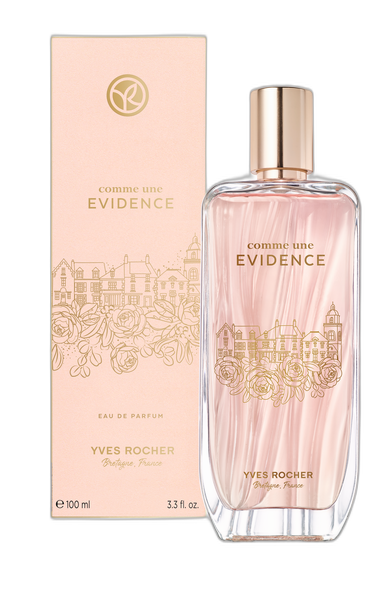 comme une
EVIDENCE
EAU DE PARFUM
YVES ROCHER
Bretagne, France
℮ 100 ml
3.3 fl. oz.
comme une
EVIDENCE
YVES ROCHER
Bretagne, France